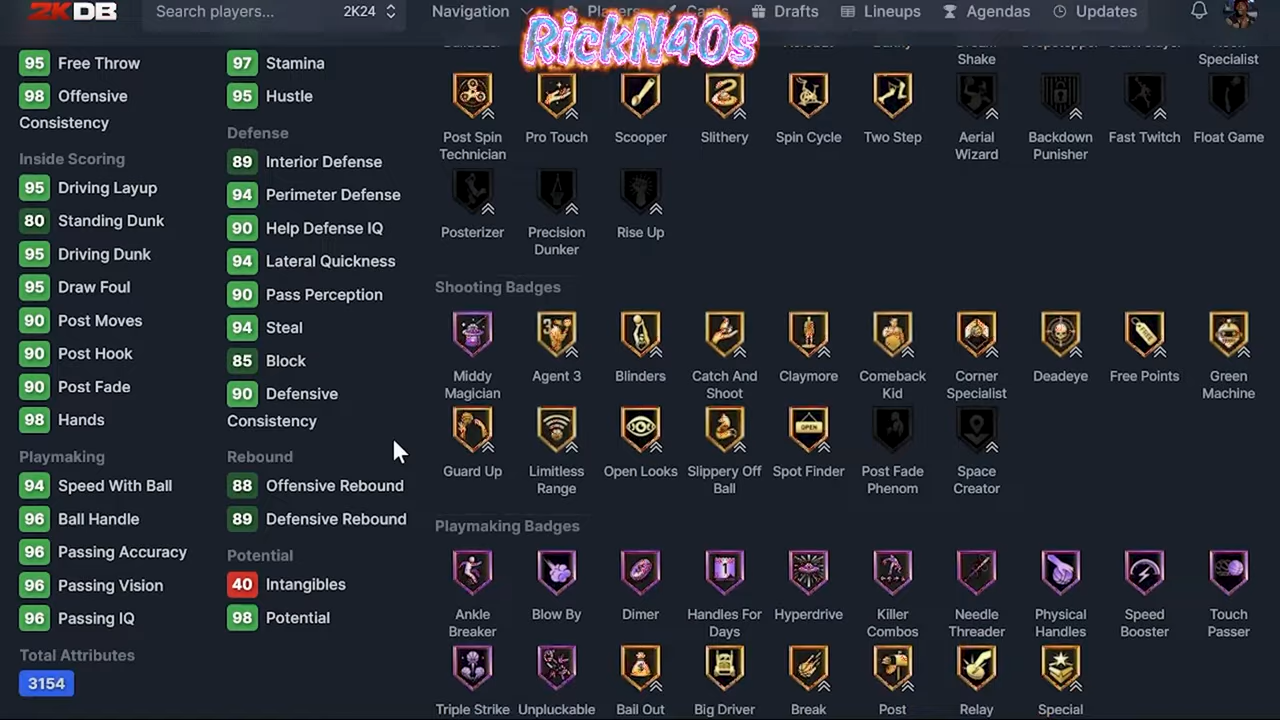 2KDB
Search players...
2K24
Navigation
Players
Cards
Drafts
Lineups
Agendas
Updates
RickN40s
95 Free Throw
98 Offensive
Consistency
Inside Scoring
95 Driving Layup
80 Standing Dunk
95 Driving Dunk
95 Draw Foul
90 Post Moves
90 Post Hook
90 Post Fade
98 Hands
Playmaking
94 Speed With Ball
96 Ball Handle
96 Passing Accuracy
96 Passing Vision
96 Passing IQ
Total Attributes
3154
97 Stamina
95 Hustle
Defense
89 Interior Defense
94 Perimeter Defense
90 Help Defense IQ
94 Lateral Quickness
90 Pass Perception
94 Steal
85 Block
90 Defensive
Consistency
Rebound
88 Offensive Rebound
89 Defensive Rebound
Potential
40 Intangibles
98 Potential
Shake
Specialist
Post Spin
Technician
Pro Touch
Scooper
Slithery
Spin Cycle
Two Step
Aerial
Wizard
Backdown
Punisher
Fast Twitch
Float Game
Posterizer
Precision
Dunker
Rise Up
Shooting Badges
Middy
Magician
Agent 3
Blinders
Catch And
Shoot
Claymore
Comeback
Kid
Corner
Specialist
Deadeye
Free Points
Green
Machine
Guard Up
Limitless
Range
Open Looks
Slippery Off
Ball
OPEN
Spot Finder
Post Fade
Phenom
Space
Creator
Playmaking Badges
Ankle
Breaker
Blow By
Dimer
Handles For
Days
Hyperdrive
Killer
Combos
Needle
Threader
Physical
Handles
Speed
Booster
Touch
Passer
Triple Strike
Unpluckable
Bail Out
Big Driver
Break
Post
Relay
Special